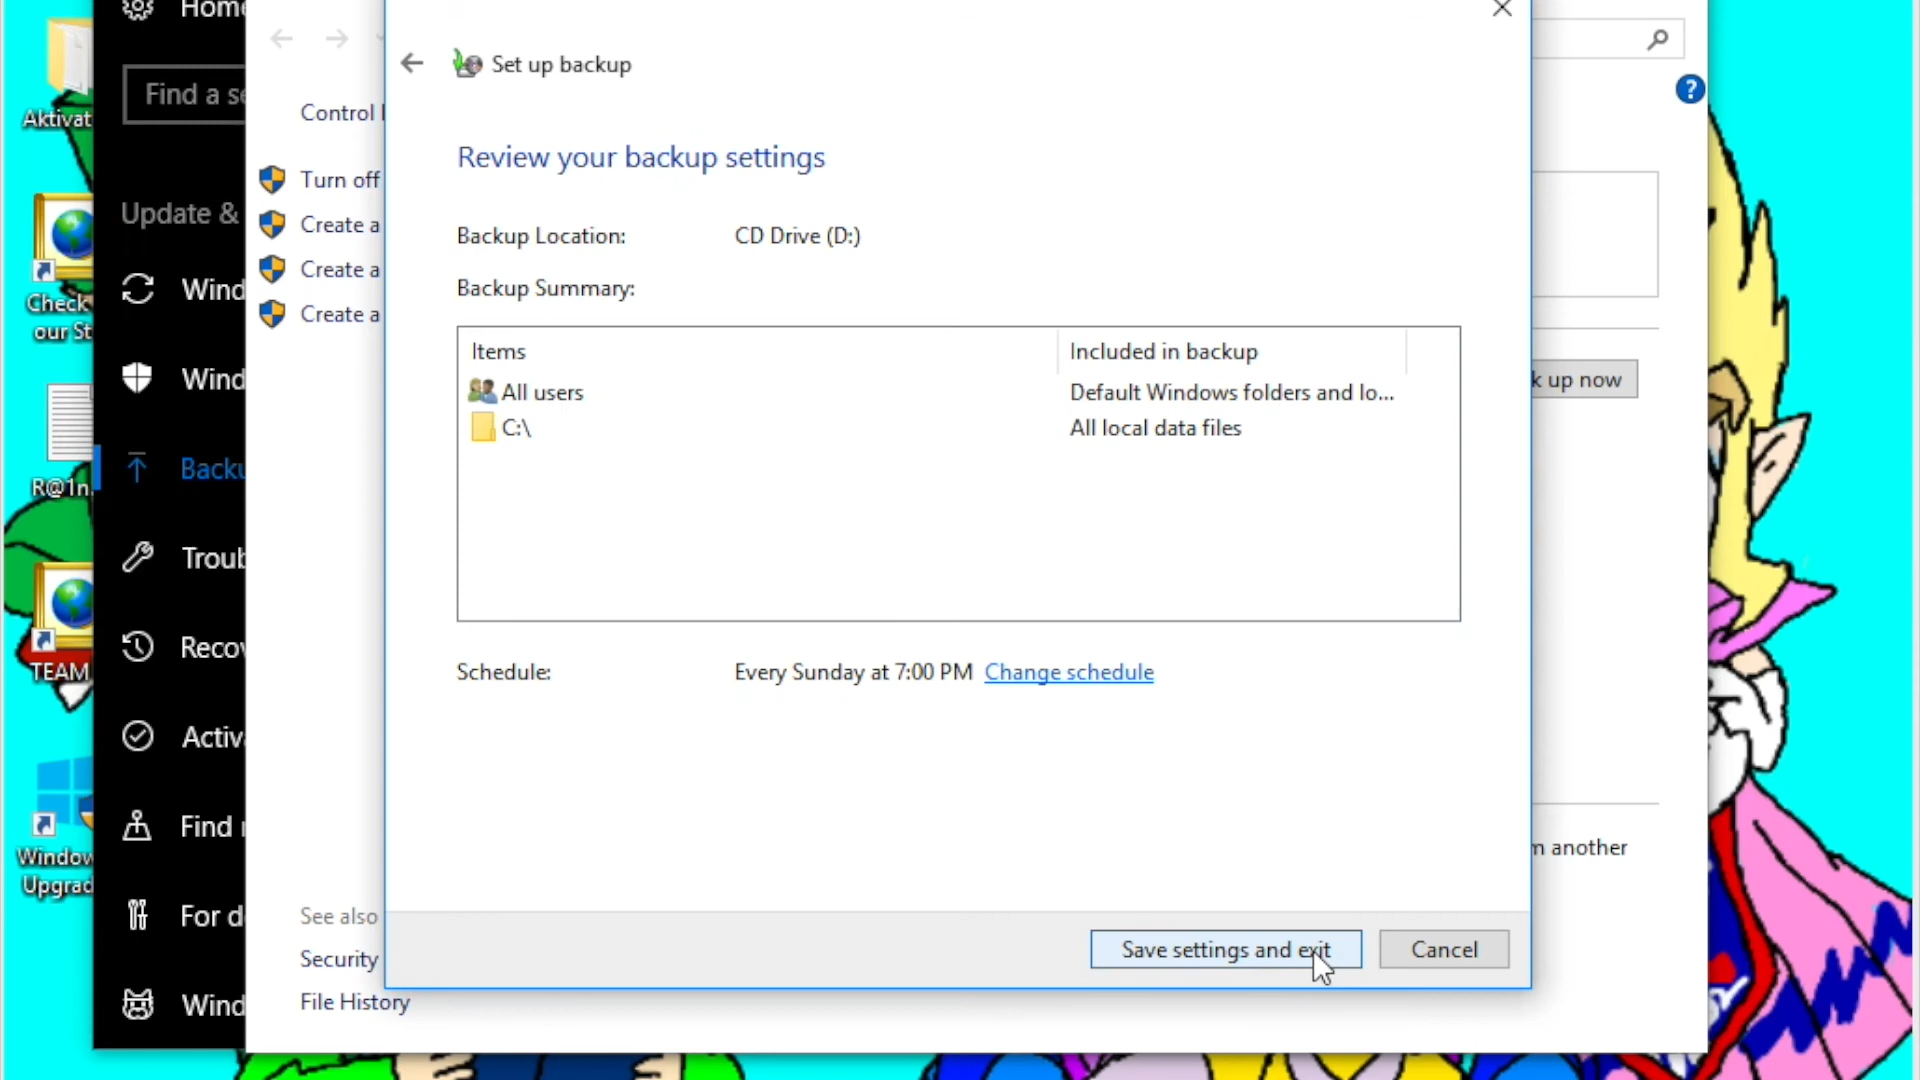 Home
Find a se
Update &
Wind
Wind
Backu
Troub
Recov
Activa
Find
For d
Wind
Aktivat
Check
our St
R@1n.
TEAM
Window
Upgrad
Control
Turn off
Create a
Create a
Create a
See also
Security
File History
Set up backup
Review your backup settings
Backup Location: CD Drive (D:)
Backup Summary:
Items Included in backup
All users Default Windows folders and lo...
C:\ All local data files
Schedule: Every Sunday at 7:00 PM Change schedule
Save settings and exit Cancel
?
k up now
m another